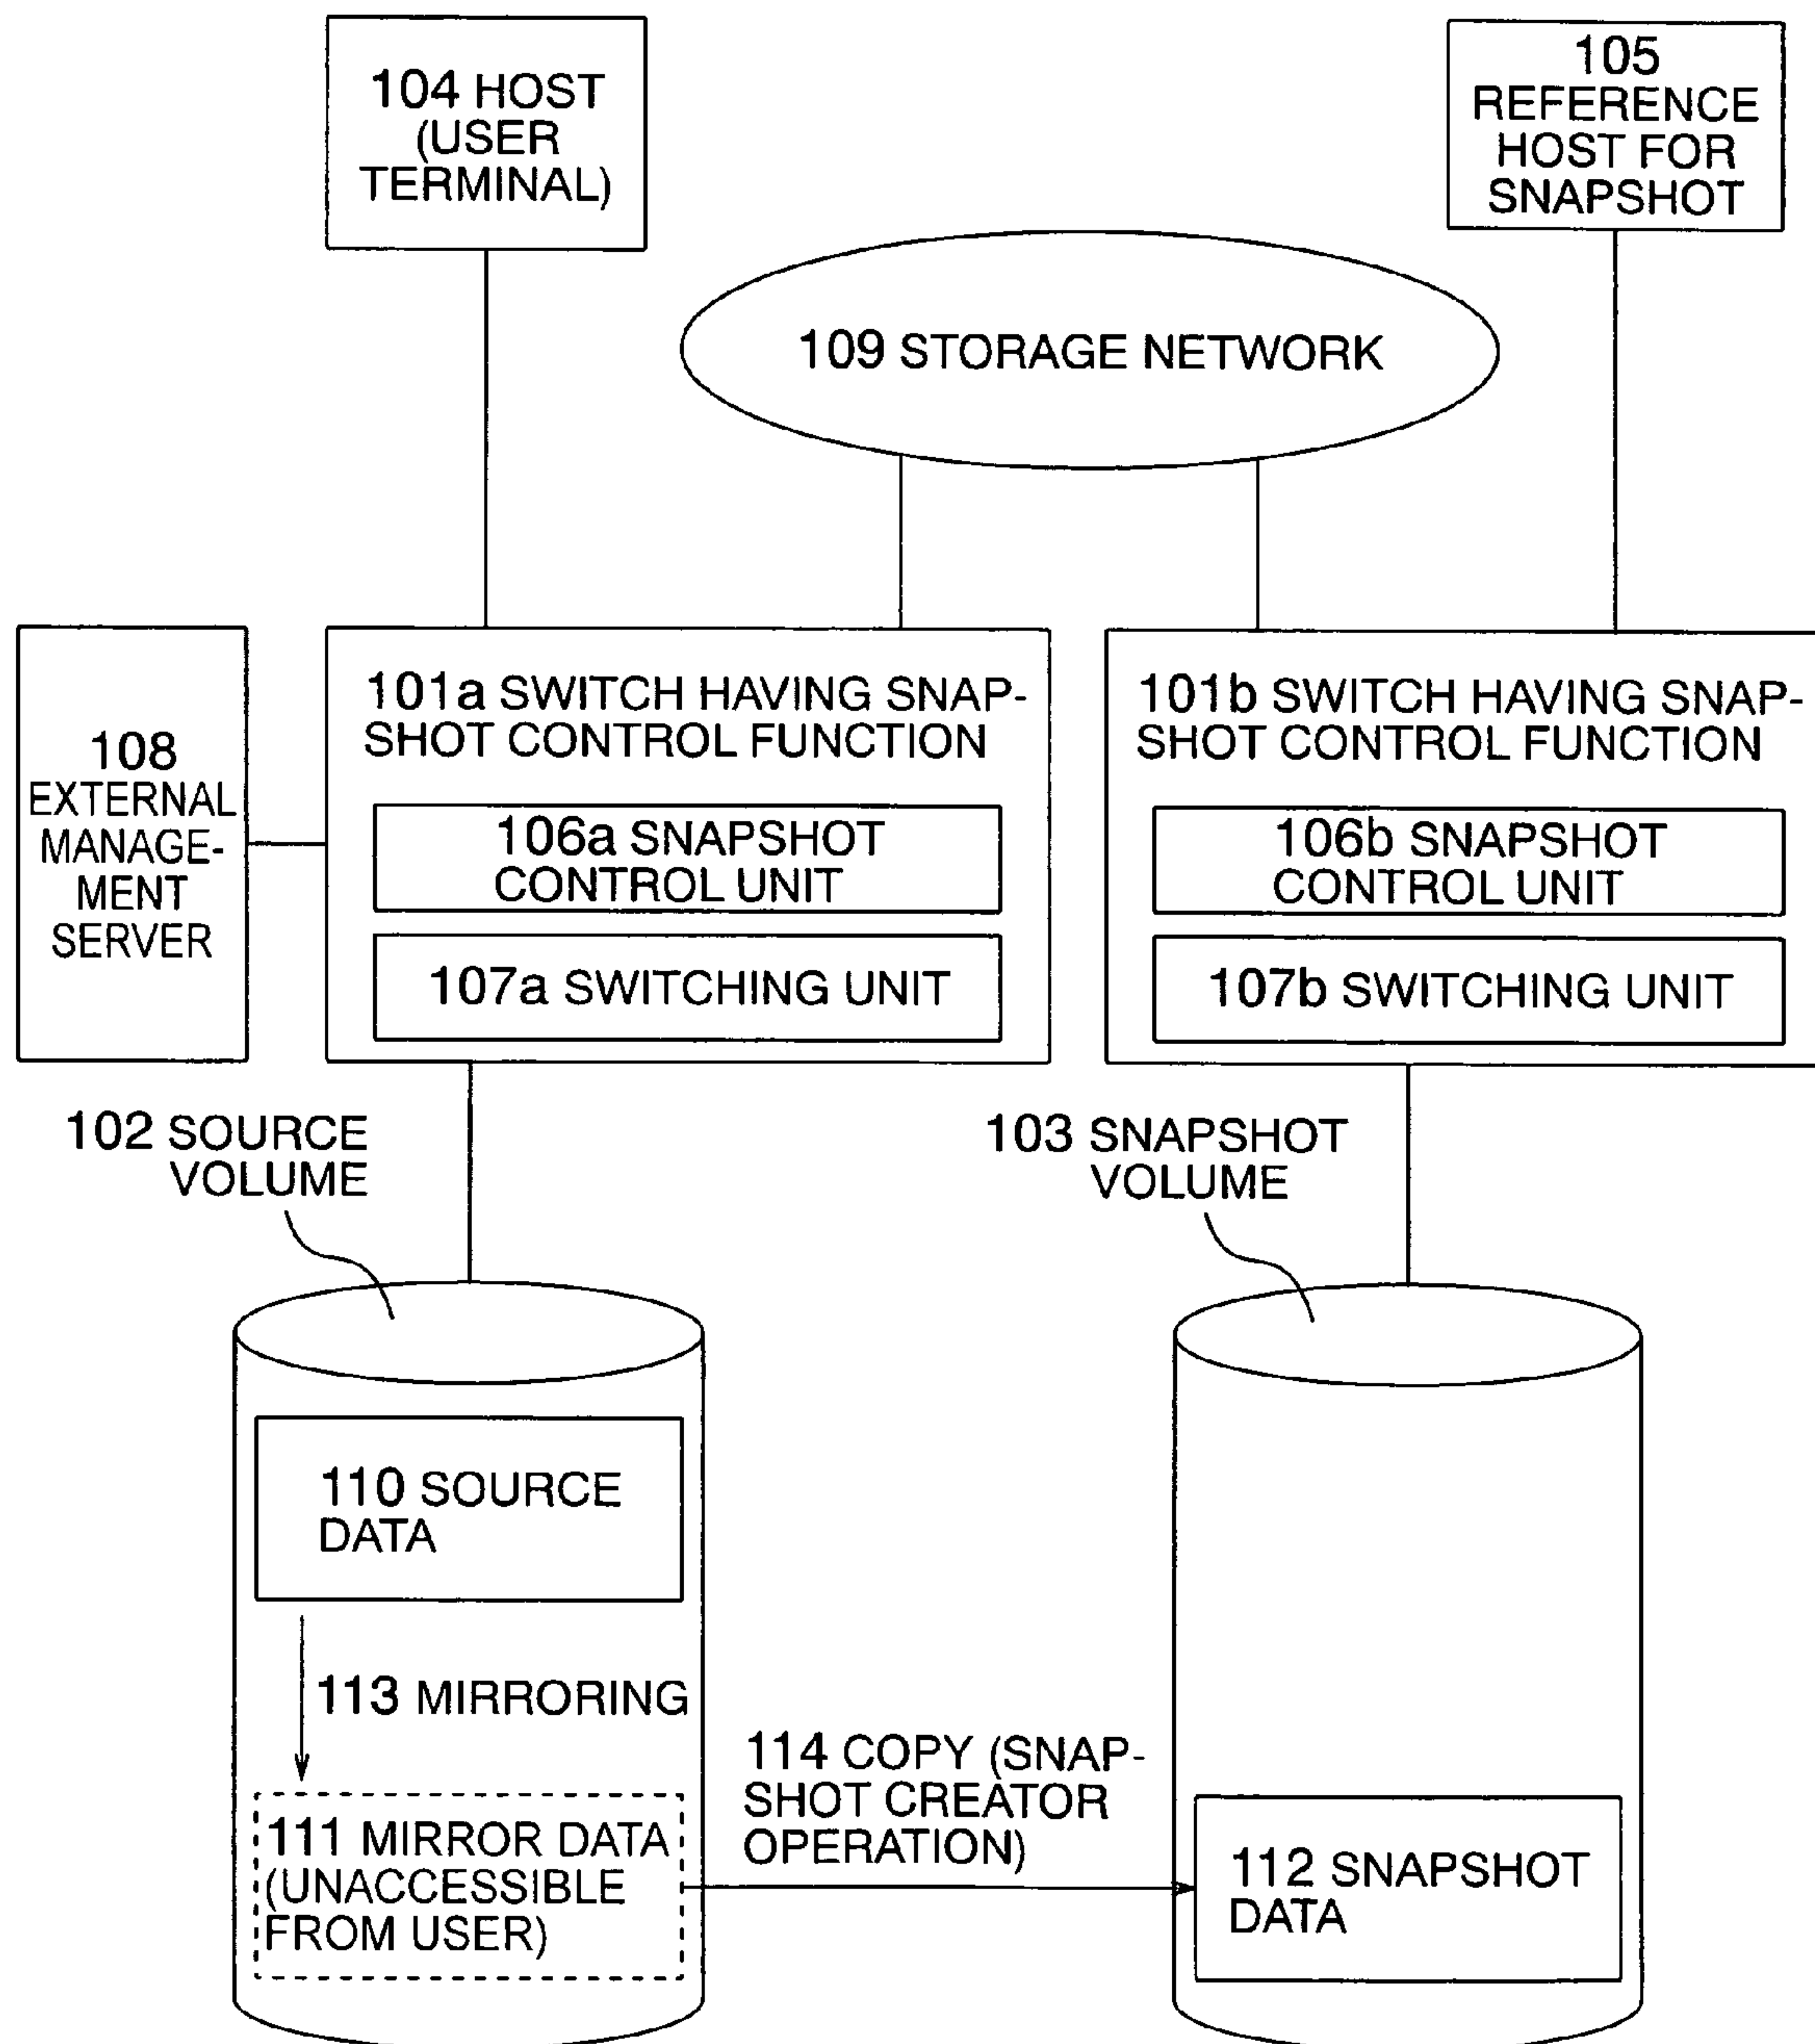 104 HOST
(USER
TERMINAL)
105
REFERENCE
HOST FOR
SNAPSHOT
109 STORAGE NETWORK
108
EXTERNAL
MANAGE-
MENT
SERVER
101a SWITCH HAVING SNAP-
SHOT CONTROL FUNCTION
106a SNAPSHOT
CONTROL UNIT
107a SWITCHING UNIT
101b SWITCH HAVING SNAP-
SHOT CONTROL FUNCTION
106b SNAPSHOT
CONTROL UNIT
107b SWITCHING UNIT
102 SOURCE
VOLUME
103 SNAPSHOT
VOLUME
110 SOURCE
DATA
113 MIRRORING
111 MIRROR DATA
(UNACCESSIBLE
FROM USER)
114 COPY (SNAP-
SHOT CREATOR
OPERATION)
112 SNAPSHOT
DATA